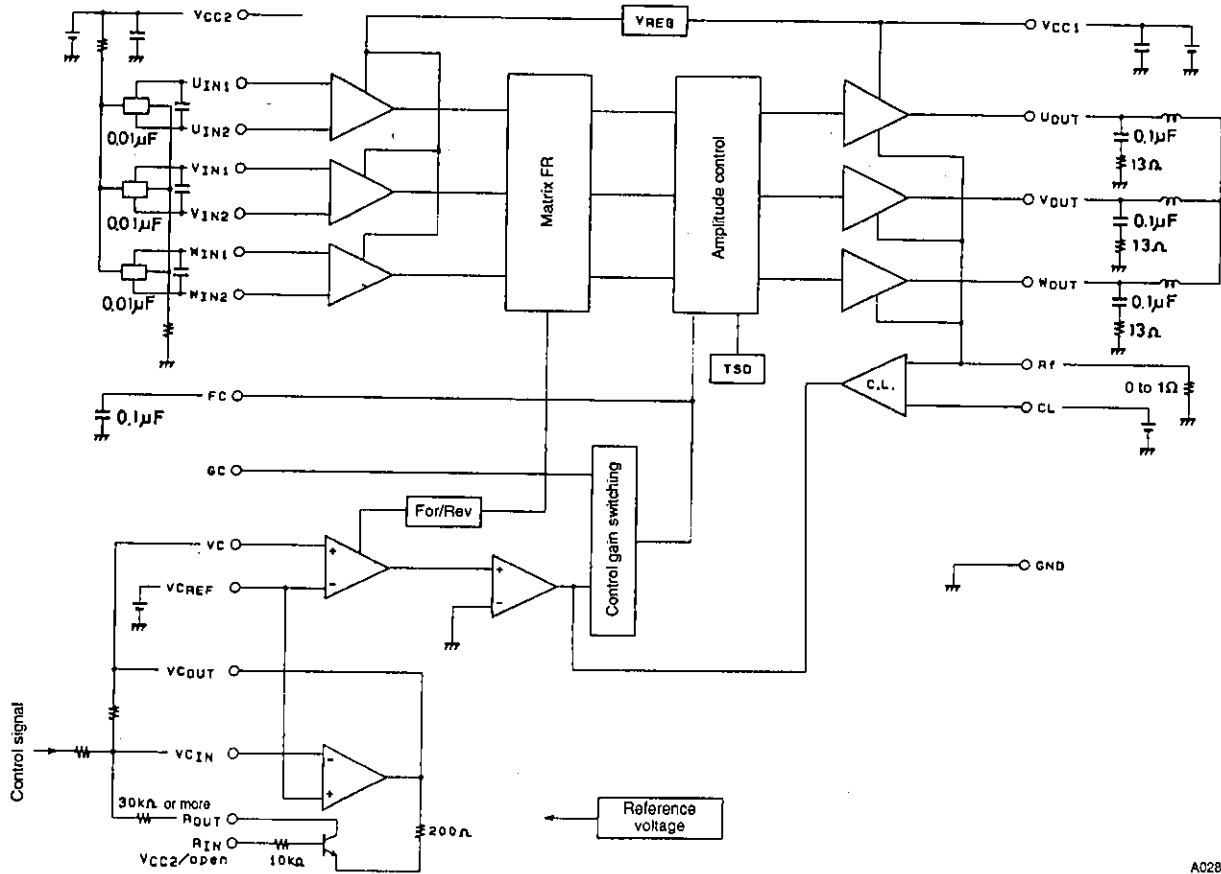 VCC2
VREG
VCC1
UIN1
UIN2
0.01µF
VIN1
VIN2
0.01µF
WIN1
WIN2
0.01µF
Matrix FR
Amplitude control
UOUT
0.1µF
13Ω
VOUT
0.1µF
13Ω
WOUT
0.1µF
13Ω
TSD
C.L.
Rf
0 to 1Ω
CL
FC
0.1µF
GC
For/Rev
Control gain switching
VC
+
-
+
-
VCREF
GND
VCOUT
Control signal
VCIN
-
+
30kΩ or more
ROUT
RIN
VCC2/open
10kΩ
200Ω
Reference
voltage
A028